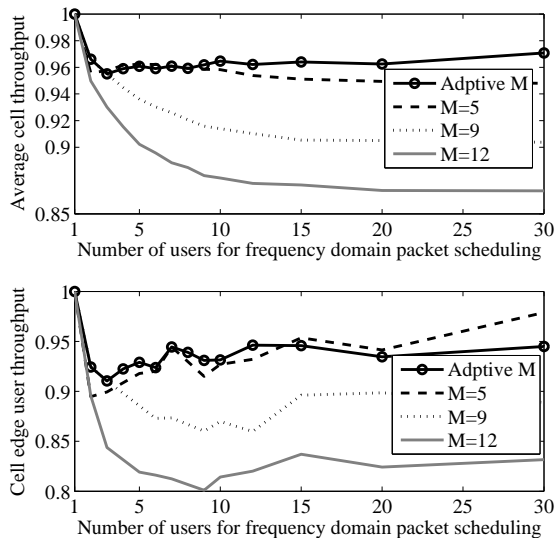 Average cell throughput
1
0.98
0.96
0.94
0.92
0.9
0.85
Adptive M
M=5
M=9
M=12
1 5 10 15 20 25 30
Number of users for frequency domain packet scheduling
Cell edge user throughput
1
0.95
0.9
0.85
0.8
Adaptive M
M=5
M=9
M=12
1 5 10 15 20 25 30
Number of users for frequency domain packet scheduling